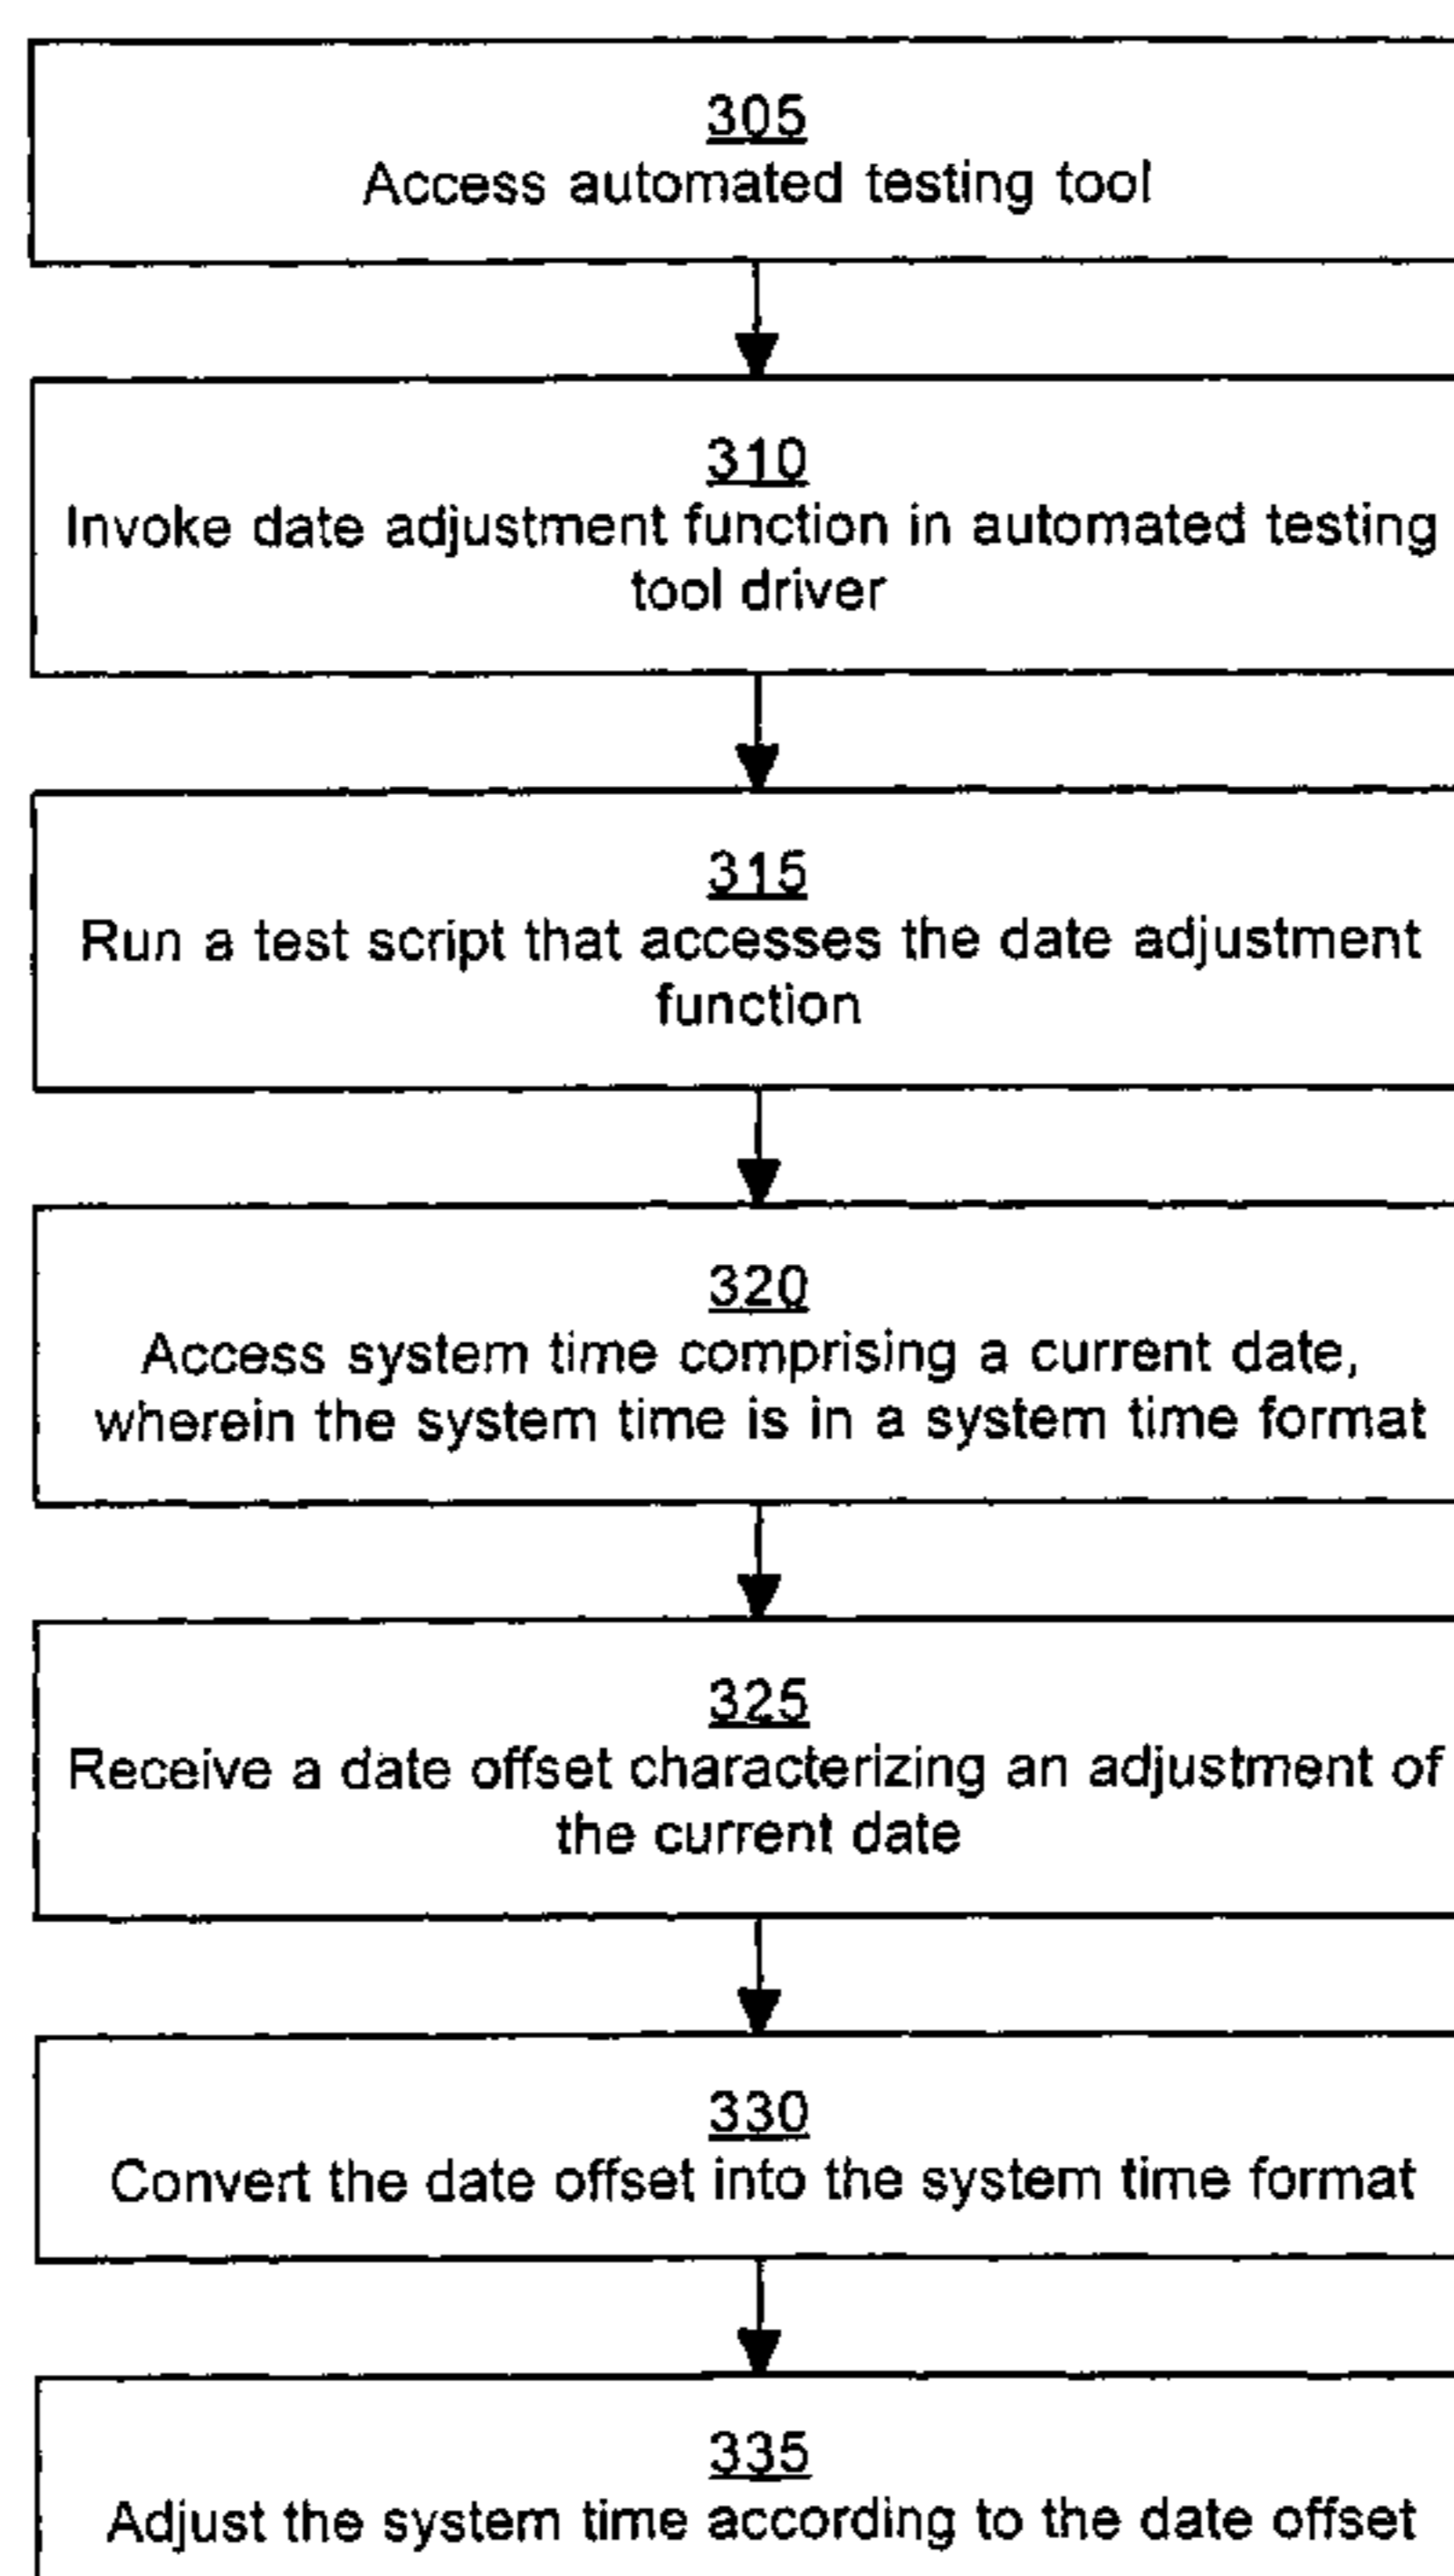 305
Access automated testing tool
310
Invoke date adjustment function in automated testing
tool driver
315
Run a test script that accesses the date adjustment
function
320
Access system time comprising a current date,
wherein the system time is in a system time format
325
Receive a date offset characterizing an adjustment of
the current date
330
Convert the date offset into the system time format
335
Adjust the system time according to the date offset